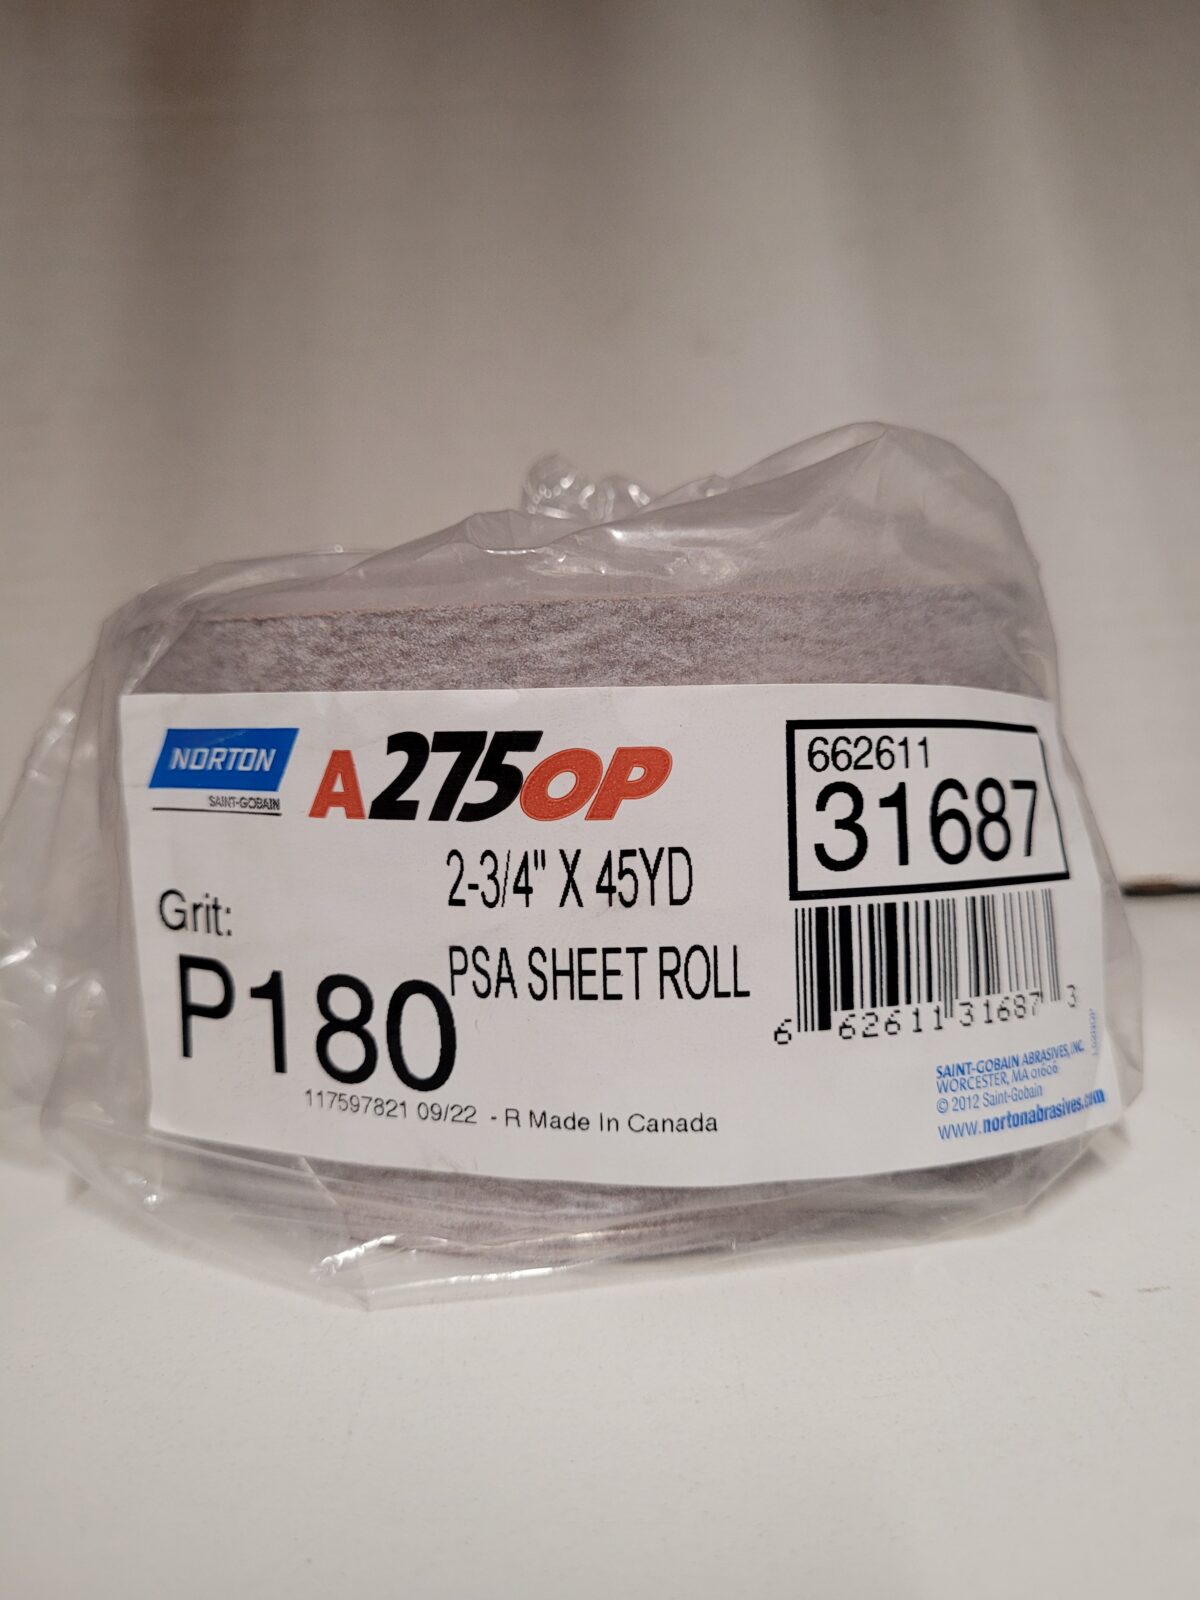 NORTON
SAINT-GOBAIN
A275OP
2-3/4" X 45YD
PSA SHEET ROLL
Grit:
P180
117597821 09/22 - R Made In Canada
662611
31687
6 62611 31687 3
SAINT-GOBAIN ABRASIVES, INC.
WORCESTER, MA 01606
© 2012 Saint-Gobain
www.nortonabrasives.com